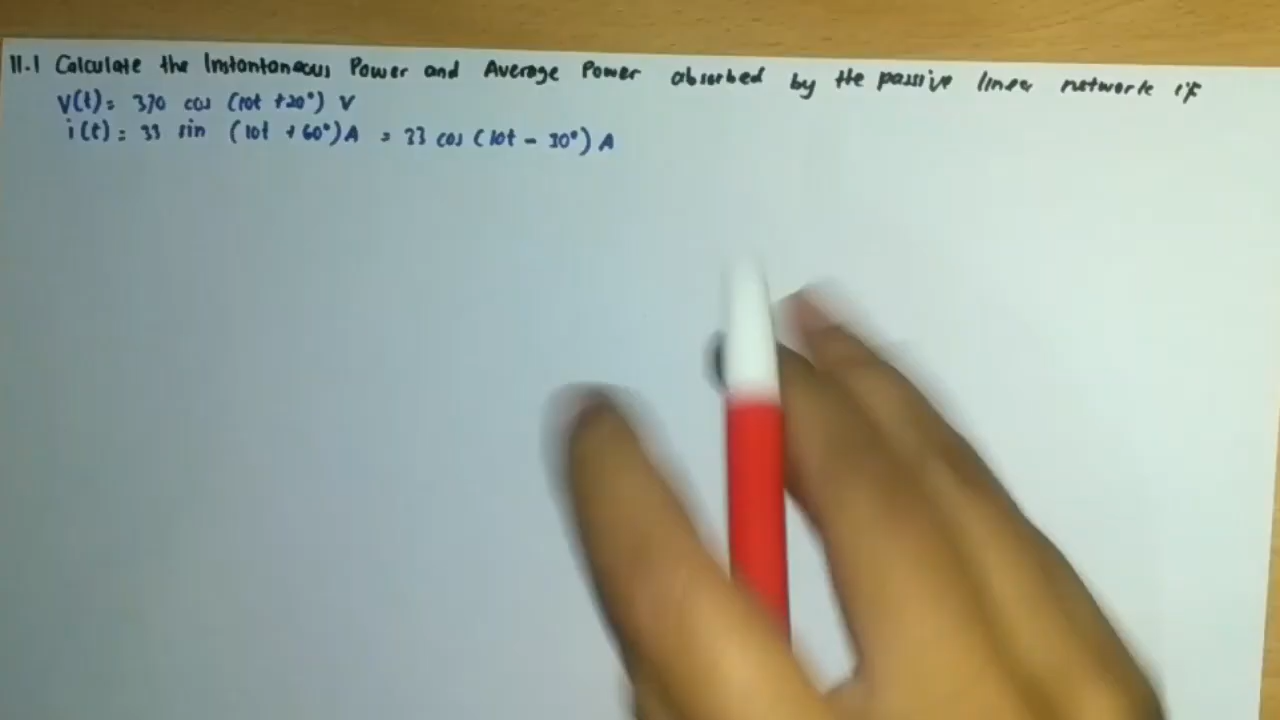 11.1 Calculate the Instantaneous Power and Average Power absorbed by the passive linear network if
v(t) = 330 cos (10t +20°) V
i(t) = 33 sin (10t + 60°) A = 33 cos (10t - 30°) A